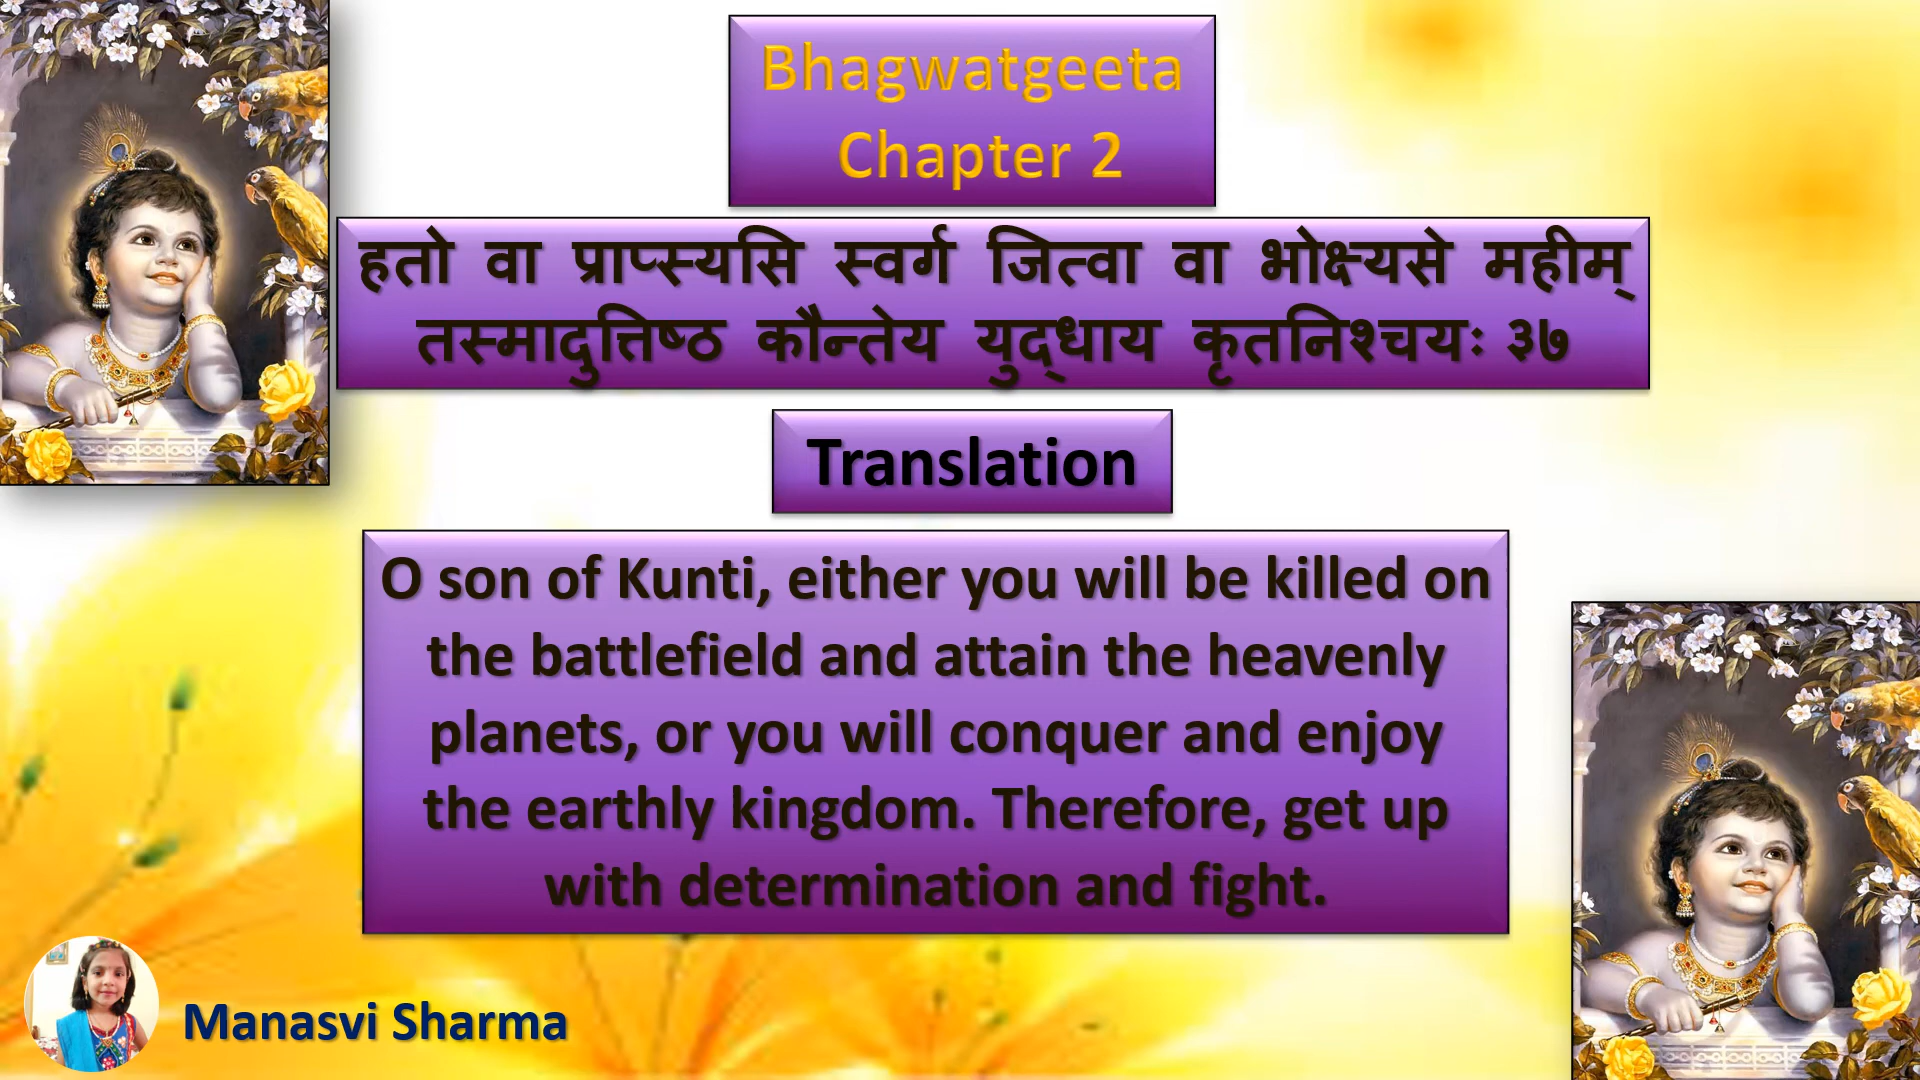 Bhagwatgeeta
Chapter 2
हतो वा प्राप्स्यसि स्वर्ग जित्वा वा भोक्ष्यसे महीम्
तस्मादुत्तिष्ठ कौन्तेय युद्धाय कृतनिश्चयः ३७
Translation
O son of Kunti, either you will be killed on
the battlefield and attain the heavenly
planets, or you will conquer and enjoy
the earthly kingdom. Therefore, get up
with determination and fight.
Manasvi Sharma